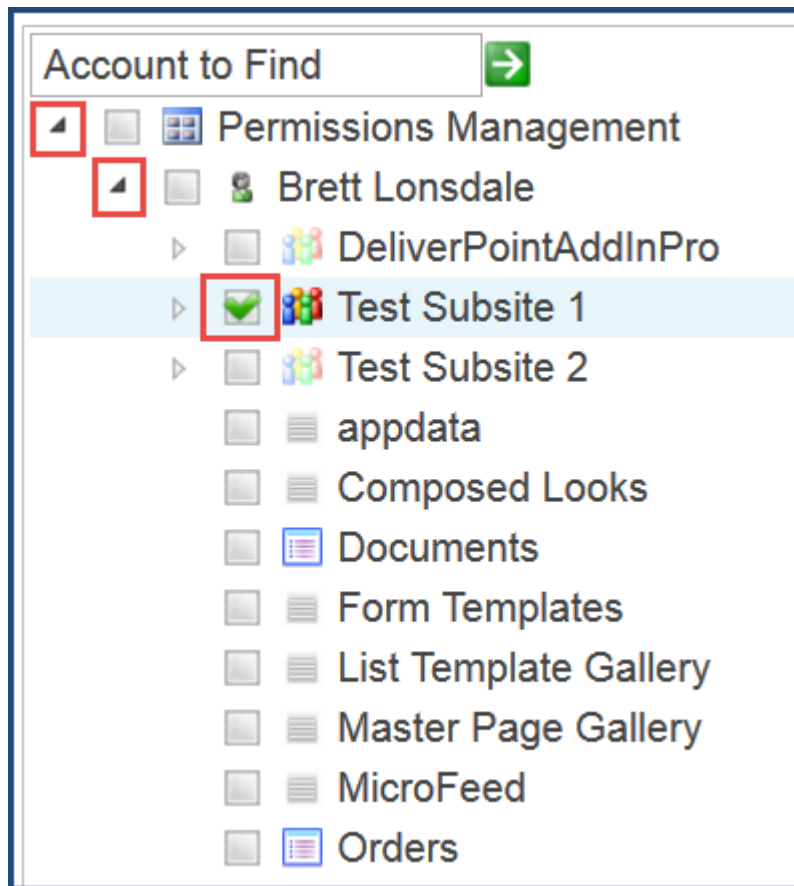 Account to Find
Permissions Management
Brett Lonsdale
DeliverPointAddInPro
Test Subsite 1
Test Subsite 2
appdata
Composed Looks
Documents
Form Templates
List Template Gallery
Master Page Gallery
MicroFeed
Orders